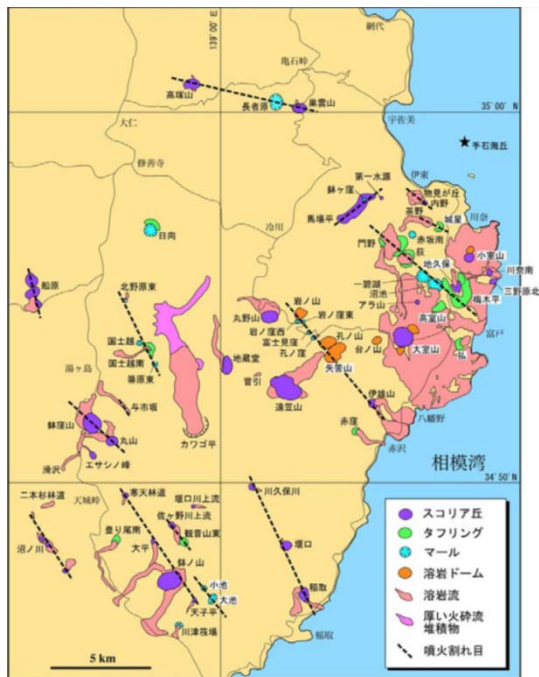 139° 00′ E
網代
亀石峠
高塚山
長者原
巣雲山
35° 00′ N
大仁
宇佐美
手石海丘
修善寺
伊東
第一水源
物見が丘
内野
鉢ヶ窪
川奈
茶野
城星
馬場平
冷川
日向
門野
荻
赤坂南
小室山
地久保
川奈南
一碧湖
船原
北野原東
沼池
三野原北
梅木平
アラ山
岩ノ山
丸野山
岩ノ窪東
高室山
富戸
岩ノ窪西
孔ノ山
国士越
富士見窪
大室山
払
孔ノ窪
台ノ山
国士越南
地蔵堂
矢筈山
湯ヶ島
菅引
簗原東
遠笠山
伊雄山
与市坂
八幡野
鉢窪山
赤窪
丸山
カワゴ平
赤沢
滑沢
エサシノ峰
相模湾
34° 50′ N
天城峠
二本杉林道
寒天林道
堰口川上流
川久保川
佐ヶ野川上流
登り尾南
観音山東
沼ノ川
大平
堰口
鉢ノ山
小池
大池
稲取
天子平
川津筏場
稲取
5 km
スコリア丘
タフリング
マール
溶岩ドーム
溶岩流
厚い火砕流
堆積物
噴火割れ目